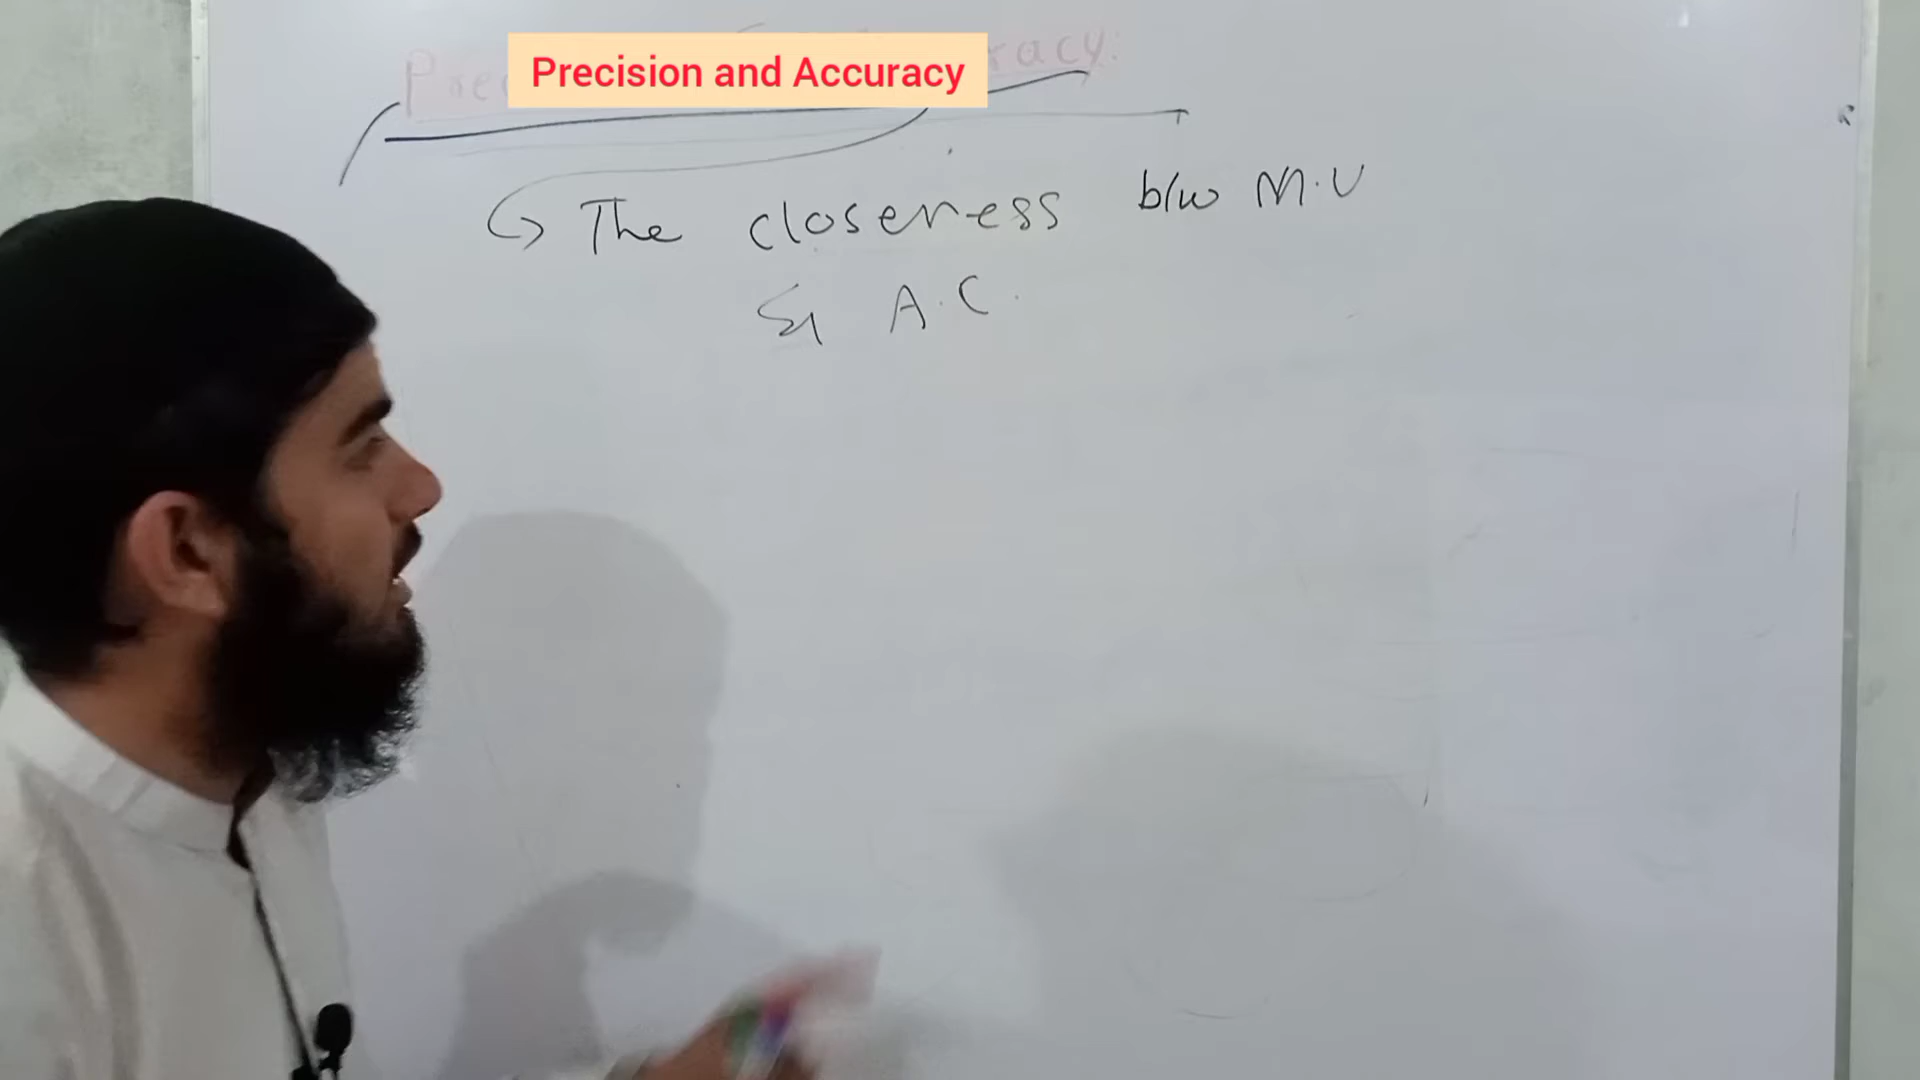 Precision and Accuracy
The closeness b/w M.V
& A.C.